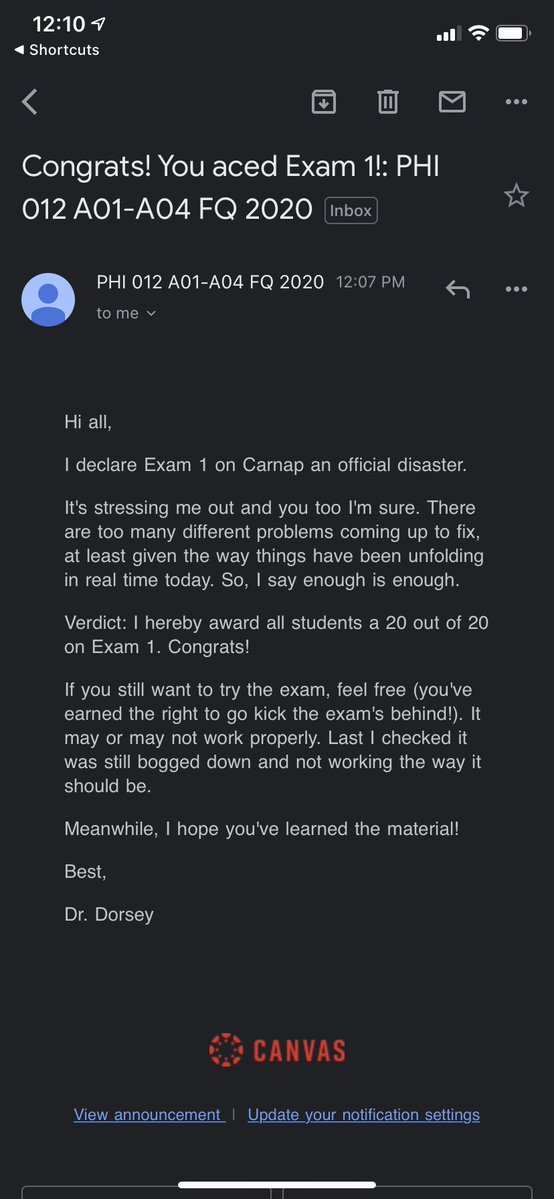 12:10
◀ Shortcuts
Congrats! You aced Exam 1!: PHI
012 A01-A04 FQ 2020 Inbox
PHI 012 A01-A04 FQ 2020 12:07 PM
to me
Hi all,
I declare Exam 1 on Carnap an official disaster.
It's stressing me out and you too I'm sure. There
are too many different problems coming up to fix,
at least given the way things have been unfolding
in real time today. So, I say enough is enough.
Verdict: I hereby award all students a 20 out of 20
on Exam 1. Congrats!
If you still want to try the exam, feel free (you've
earned the right to go kick the exam's behind!). It
may or may not work properly. Last I checked it
was still bogged down and not working the way it
should be.
Meanwhile, I hope you've learned the material!
Best,
Dr. Dorsey
CANVAS
View announcement | Update your notification settings